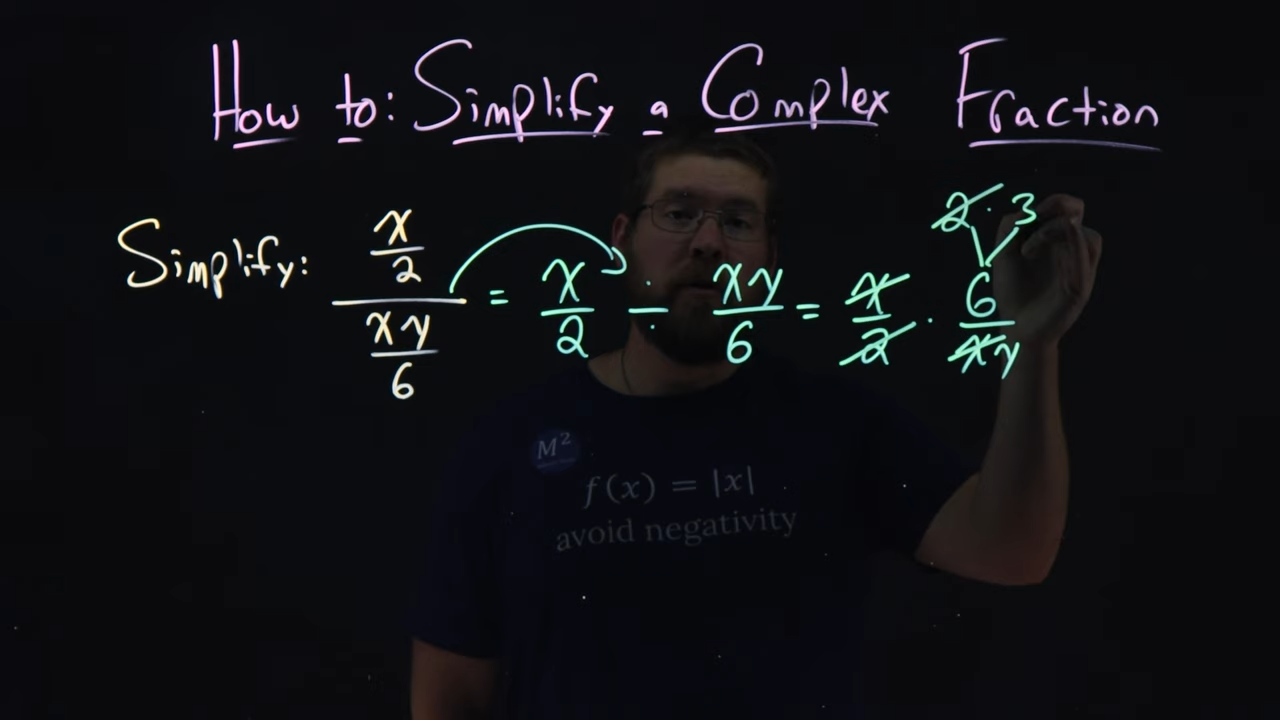 How to: Simplify a Complex Fraction
2 · 3
Simplify: x/2 / xy/6 = x/2 ÷ xy/6 = x/2 · 6/xy
M²
f(x) = |x|
avoid negativity